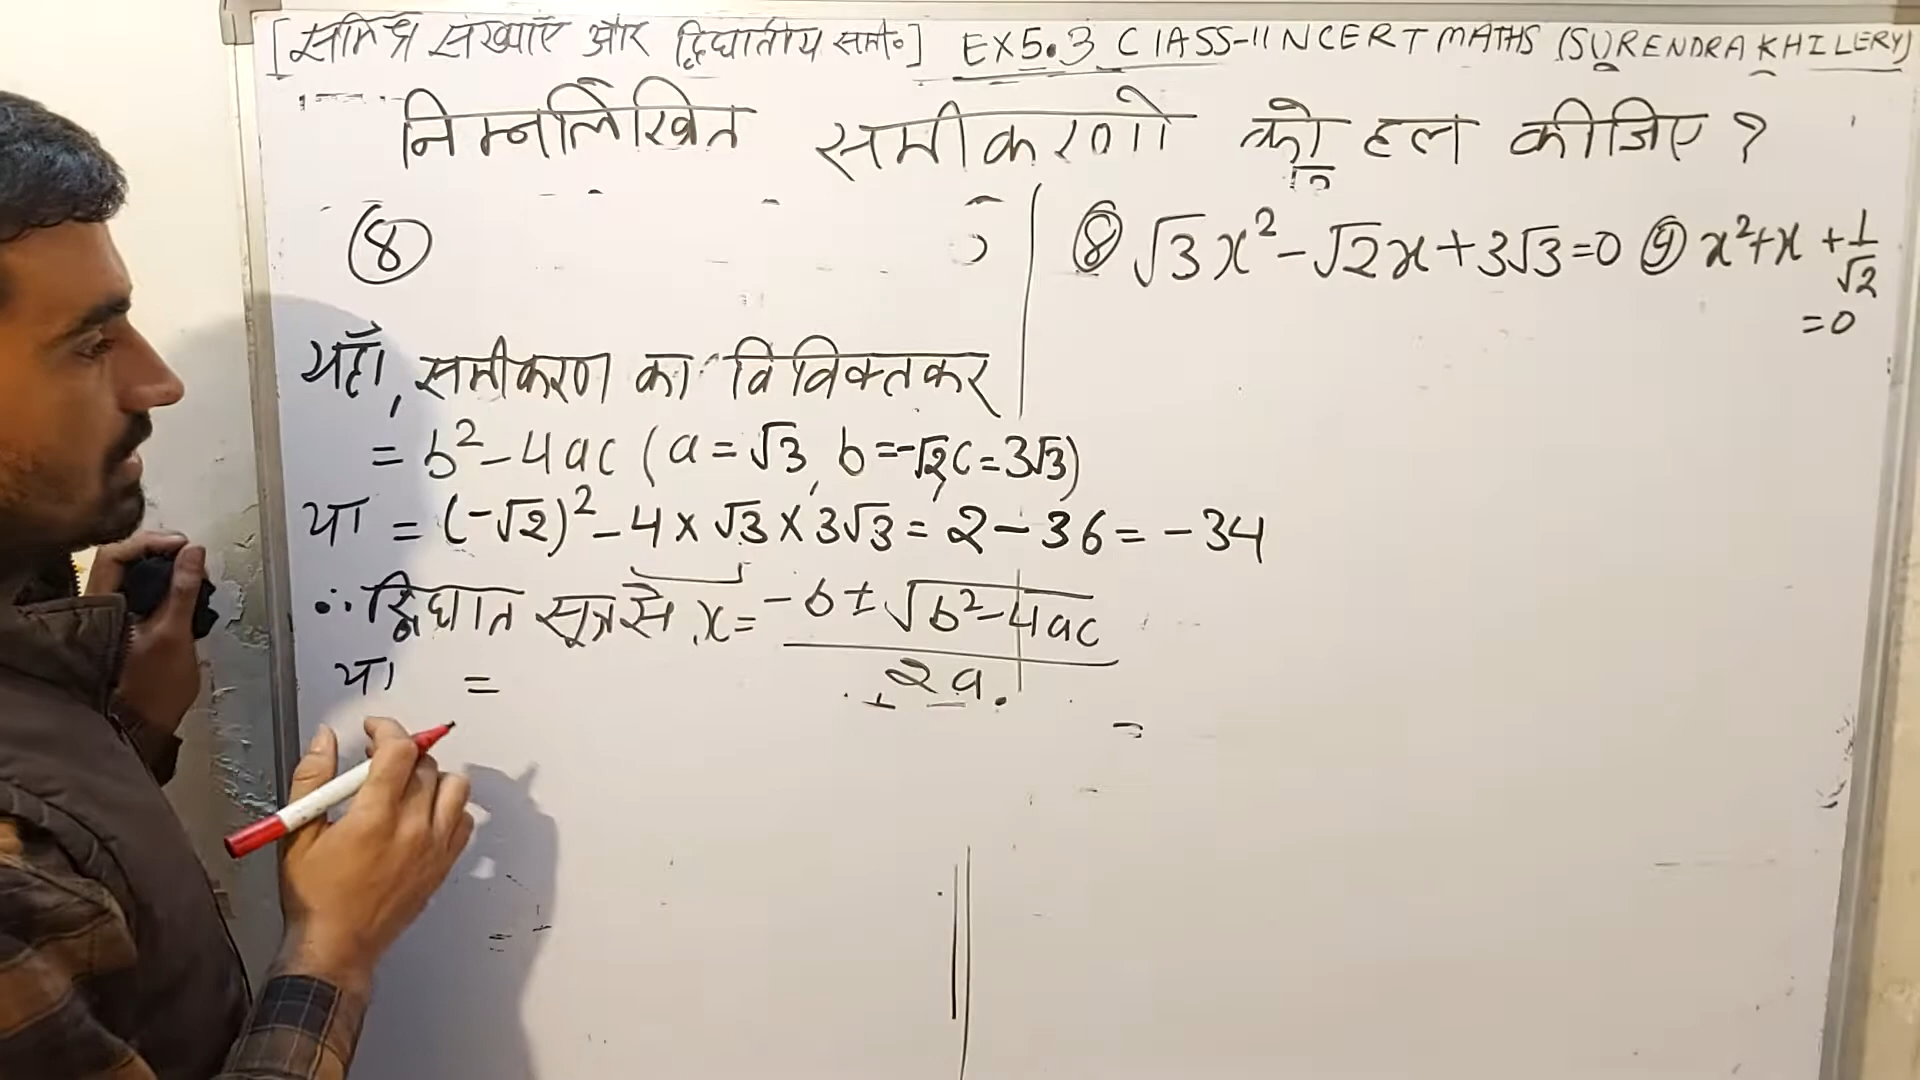 [सम्मिश्र संख्याएँ और द्विघातीय समी०] EX5.3 CLASS-11 NCERT MATHS (SURENDRA KHILERY)
निम्नलिखित समीकरणो को हल कीजिए ?
⑧
⑧ √3x² - √2x + 3√3 = 0 ⑨ x² + x + 1/√2 = 0
यहाँ, समीकरण का विविक्तकर
= b² - 4ac (a = √3, b = -√2, c = 3√3)
या = (-√2)² - 4 × √3 × 3√3 = 2 - 36 = -34
∴ द्विघात सूत्र से x = (-b ± √(b² - 4ac)) / 2a
या =